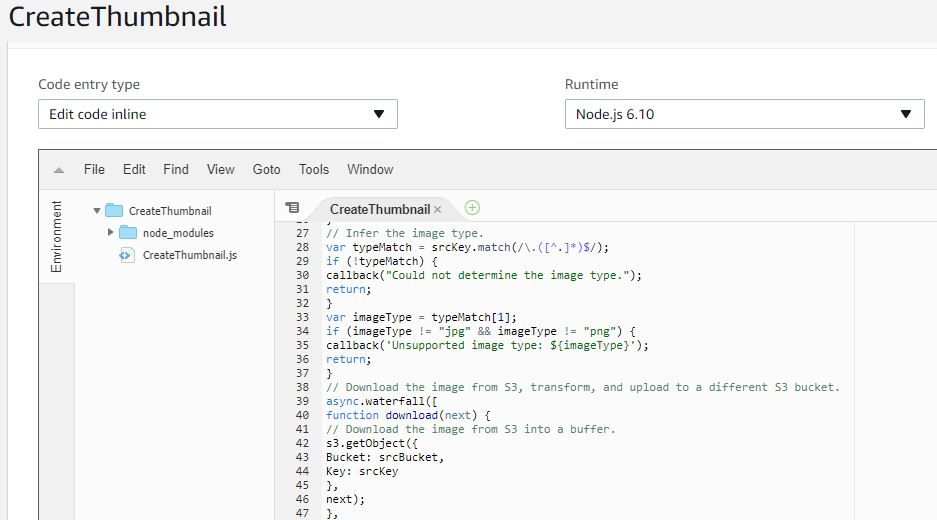 CreateThumbnail
Code entry type
Runtime
Edit code inline
Node.js 6.10
File Edit Find View Goto Tools Window
Environment
CreateThumbnail
node_modules
CreateThumbnail.js
CreateThumbnail ×
27 // Infer the image type.
28 var typeMatch = srcKey.match(/\.([^.]*)$/);
29 if (!typeMatch) {
30 callback("Could not determine the image type.");
31 return;
32 }
33 var imageType = typeMatch[1];
34 if (imageType != "jpg" && imageType != "png") {
35 callback('Unsupported image type: ${imageType}');
36 return;
37 }
38 // Download the image from S3, transform, and upload to a different S3 bucket.
39 async.waterfall([
40 function download(next) {
41 // Download the image from S3 into a buffer.
42 s3.getObject({
43 Bucket: srcBucket,
44 Key: srcKey
45 },
46 next);
47 },